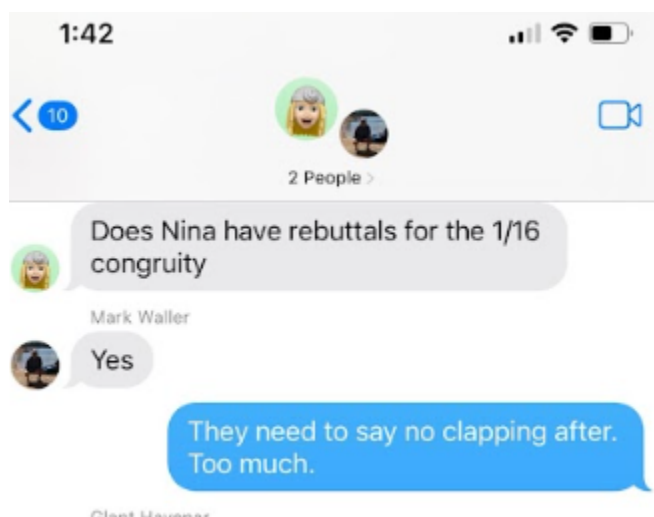 1:42
10
2 People >
Does Nina have rebuttals for the 1/16
congruity
Mark Waller
Yes
They need to say no clapping after.
Too much.